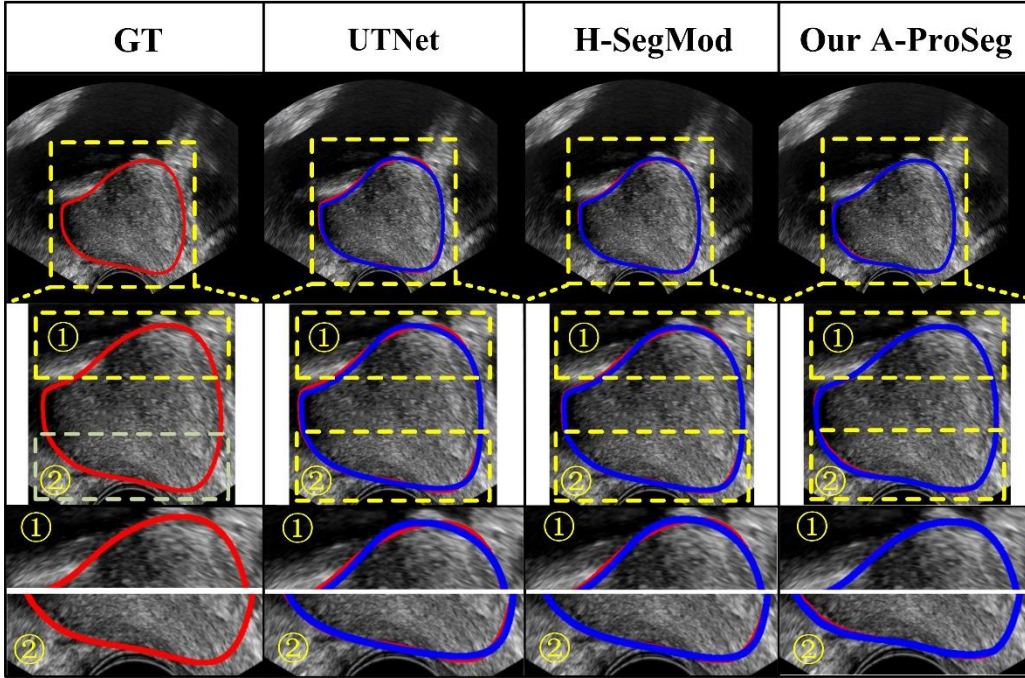 GT UTNet H-SegMod Our A-ProSeg
① ① ① ①
② ② ② ②
① ① ① ①
② ② ② ②